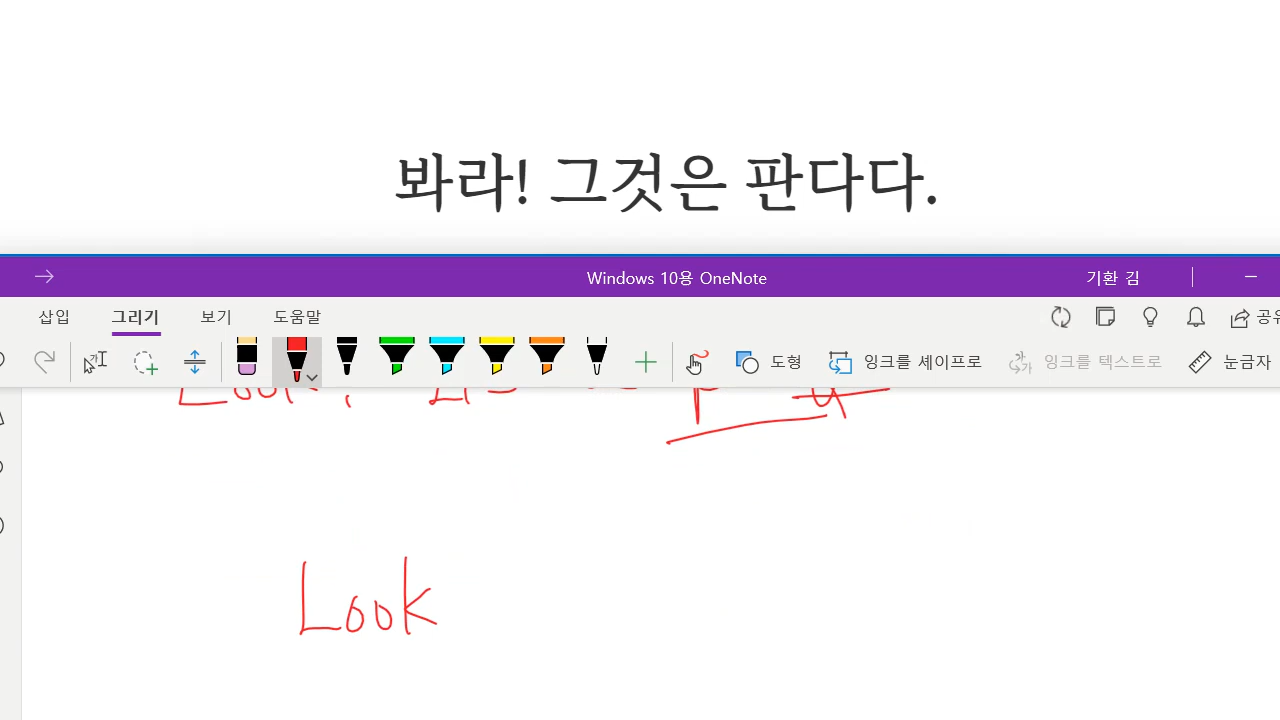 봐라! 그것은 판다다.
Windows 10용 OneNote 기환 김
삽입 그리기 보기 도움말
도형 잉크를 셰이프로 잉크를 텍스트로 눈금자
Look